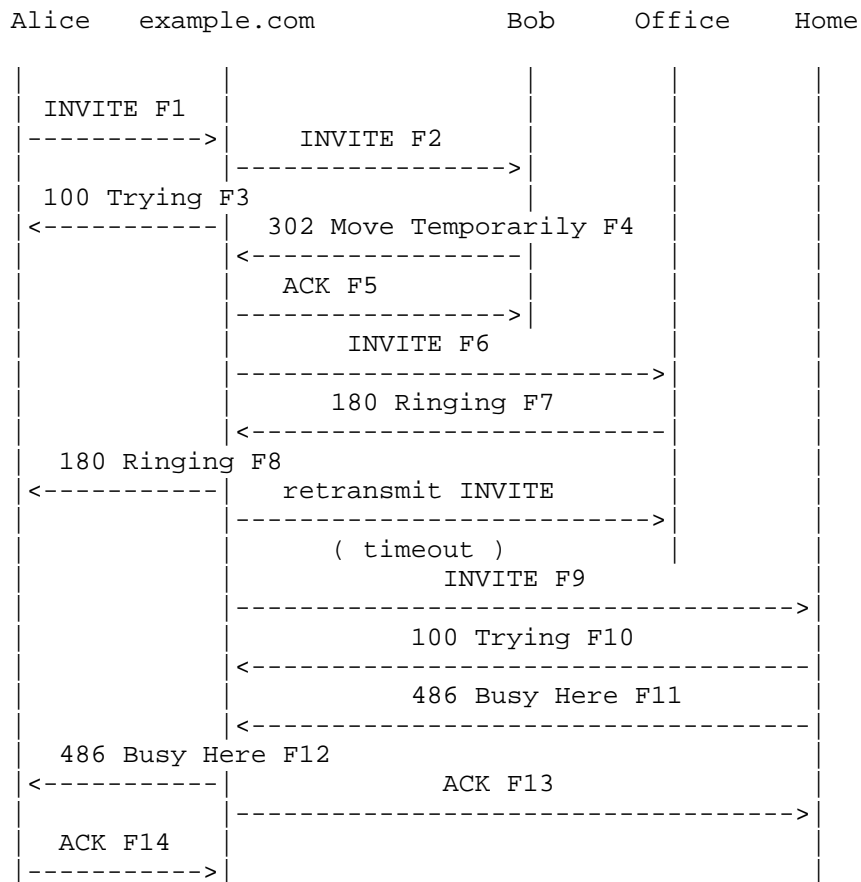 Alice example.com Bob Office Home
INVITE F1
INVITE F2
100 Trying F3
302 Move Temporarily F4
ACK F5
INVITE F6
180 Ringing F7
180 Ringing F8
retransmit INVITE
( timeout )
INVITE F9
100 Trying F10
486 Busy Here F11
486 Busy Here F12
ACK F13
ACK F14